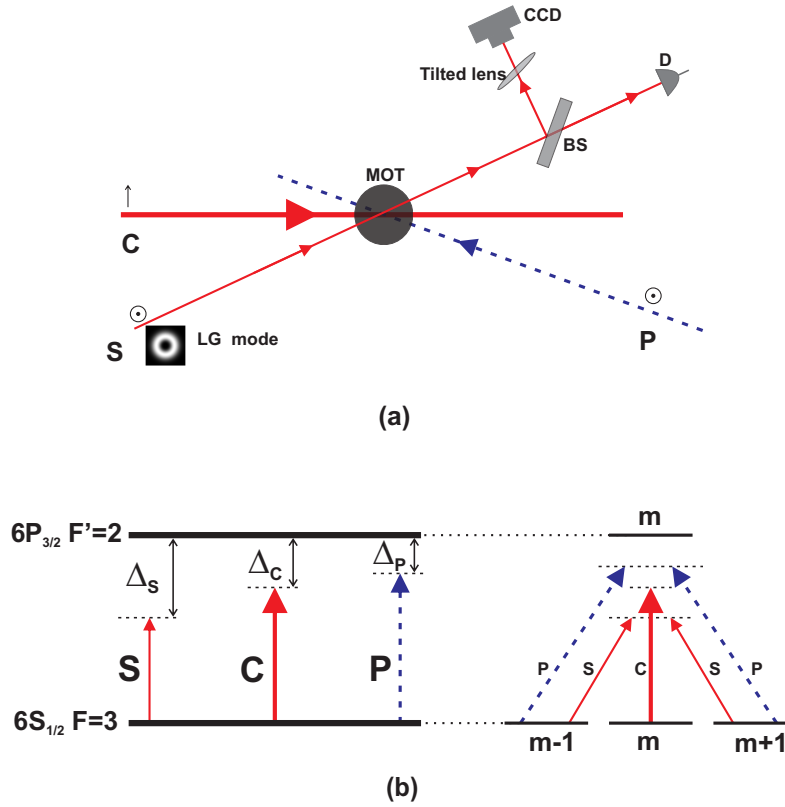 CCD
Tilted lens
D
BS
MOT
C
S
LG mode
P
(a)
6P3/2 F'=2
m
ΔS
ΔC
ΔP
S
C
P
P
S
C
S
P
6S1/2 F=3
m-1
m
m+1
(b)